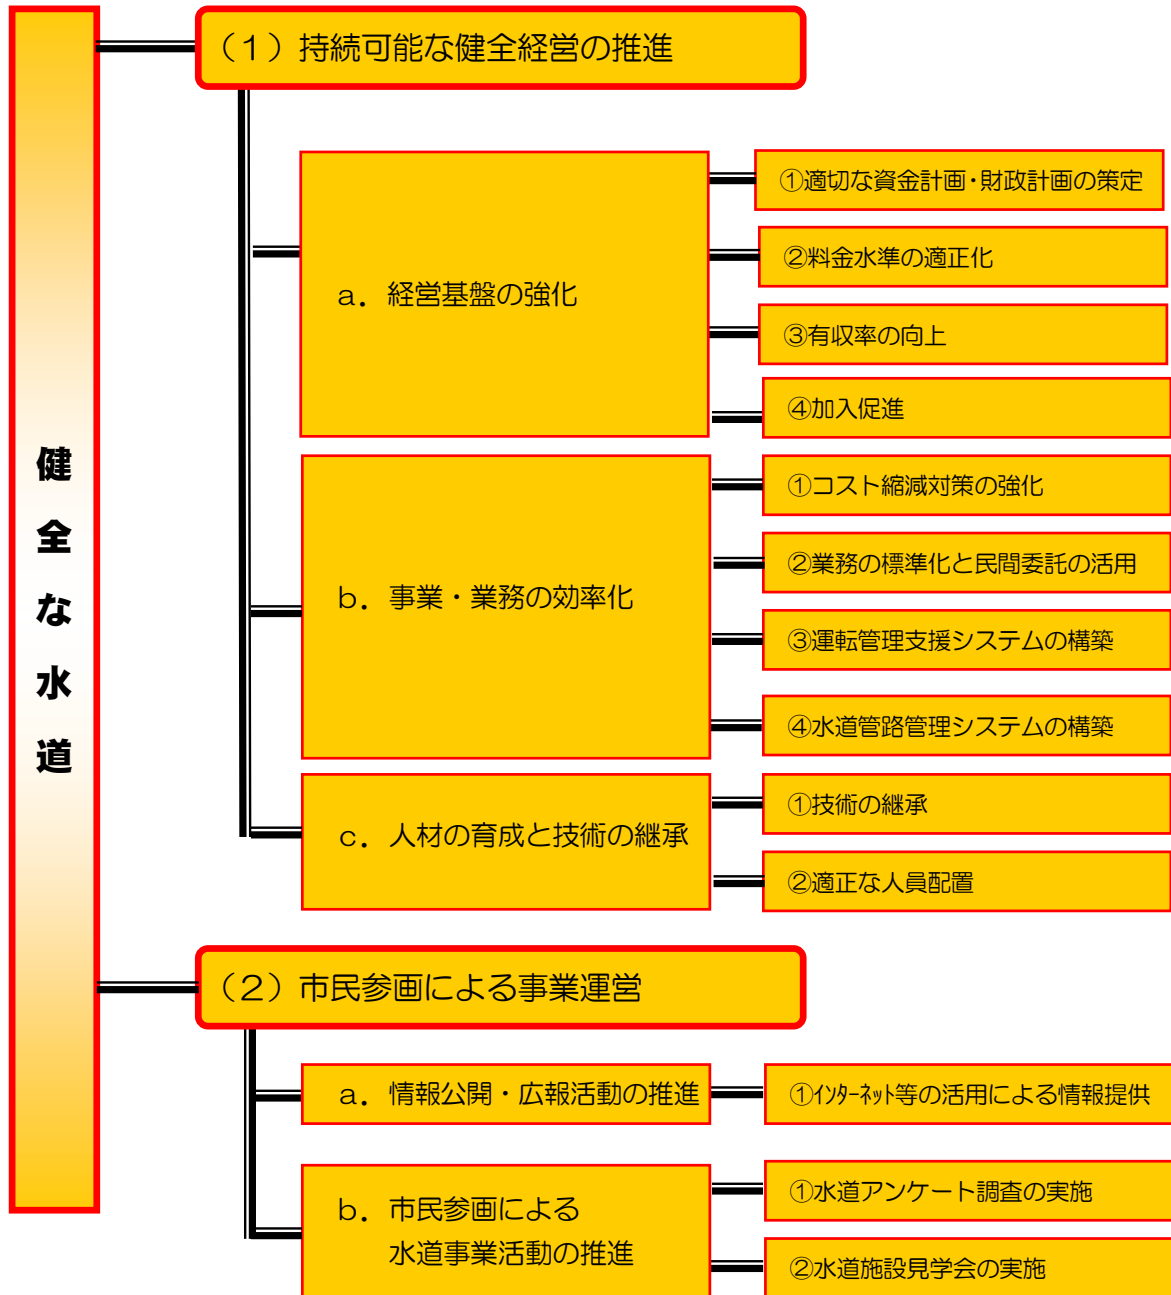 健全な水道
（1）持続可能な健全経営の推進
a．経営基盤の強化
①適切な資金計画・財政計画の策定
②料金水準の適正化
③有収率の向上
④加入促進
b．事業・業務の効率化
①コスト縮減対策の強化
②業務の標準化と民間委託の活用
③運転管理支援システムの構築
④水道管路管理システムの構築
c．人材の育成と技術の継承
①技術の継承
②適正な人員配置
（2）市民参画による事業運営
a．情報公開・広報活動の推進
①ｲﾝﾀｰﾈｯﾄ等の活用による情報提供
b．市民参画による
水道事業活動の推進
①水道アンケート調査の実施
②水道施設見学会の実施